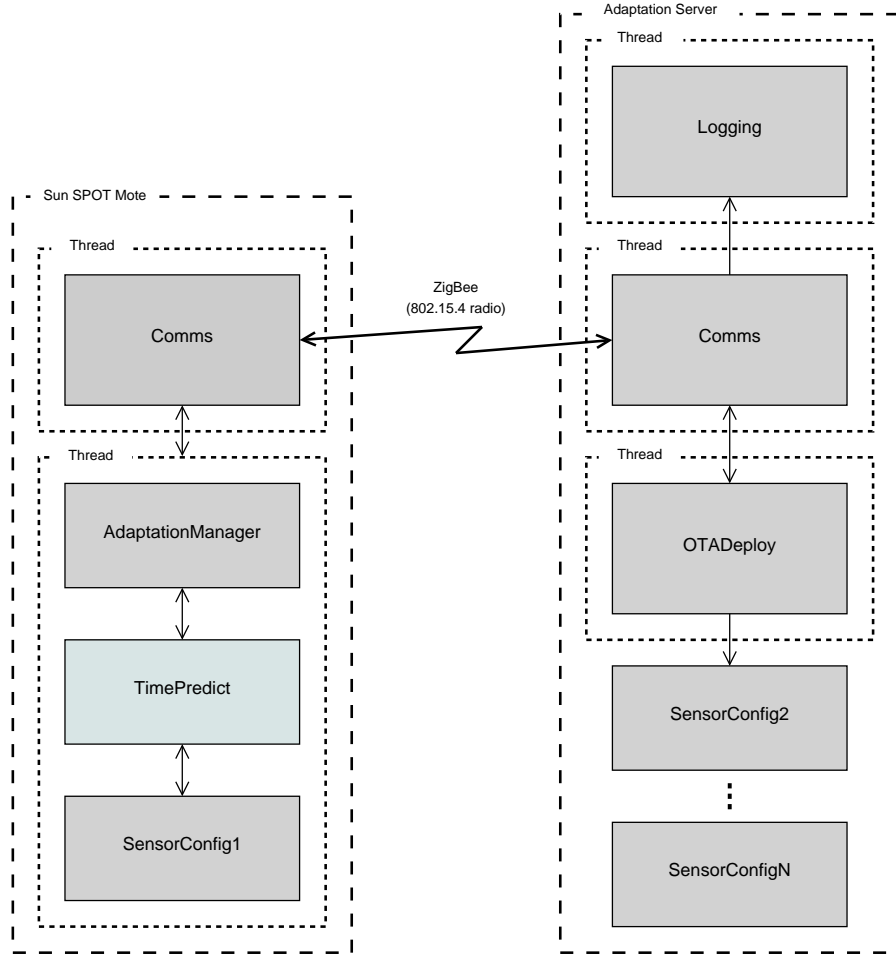 Adaptation Server
Thread
Logging
Sun SPOT Mote
Thread
Comms
ZigBee
(802.15.4 radio)
Thread
Comms
Thread
AdaptationManager
TimePredict
SensorConfig1
Thread
OTADeploy
SensorConfig2
SensorConfigN